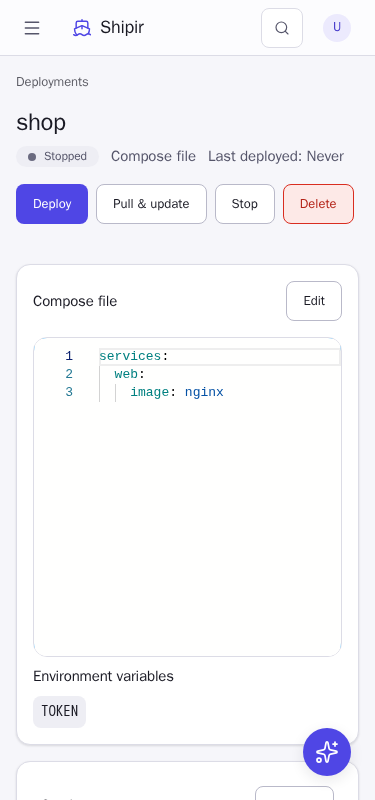 Shipir
U
Deployments
shop
Stopped Compose file Last deployed: Never
Deploy Pull & update Stop Delete
Compose file Edit
1 services:
2 web:
3 image: nginx
Environment variables
TOKEN